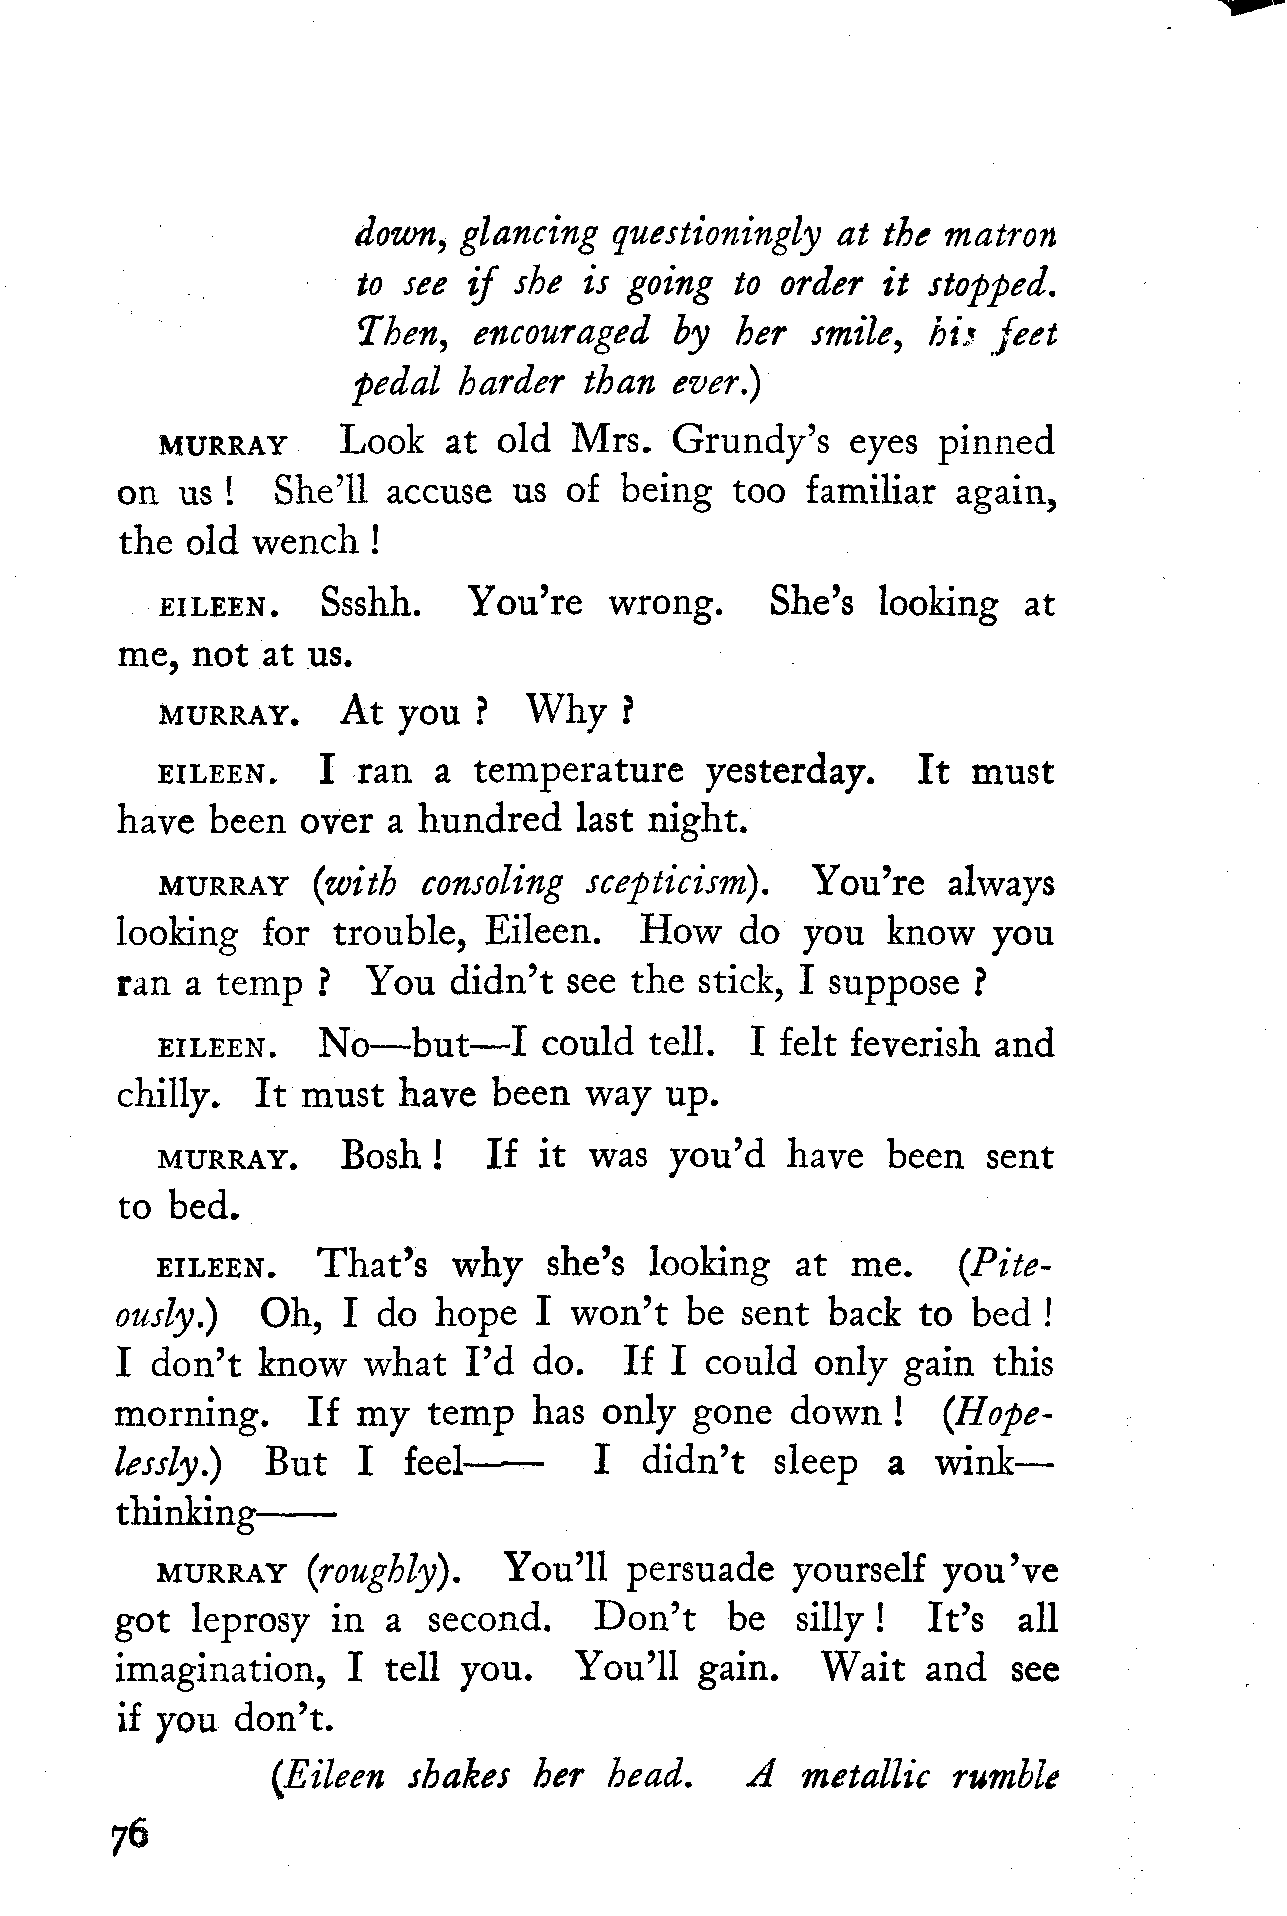 down, glancing questioningly at the matron
to see if she is going to order it stopped.
Then, encouraged by her smile, his feet
pedal harder than ever.)
MURRAY Look at old Mrs. Grundy's eyes pinned
on us ! She'll accuse us of being too familiar again,
the old wench !
EILEEN. Ssshh. You're wrong. She's looking at
me, not at us.
MURRAY. At you ? Why ?
EILEEN. I ran a temperature yesterday. It must
have been over a hundred last night.
MURRAY (with consoling scepticism). You're always
looking for trouble, Eileen. How do you know you
ran a temp ? You didn't see the stick, I suppose ?
EILEEN. No—but—I could tell. I felt feverish and
chilly. It must have been way up.
MURRAY. Bosh ! If it was you'd have been sent
to bed.
EILEEN. That's why she's looking at me. (Pite-
ously.) Oh, I do hope I won't be sent back to bed !
I don't know what I'd do. If I could only gain this
morning. If my temp has only gone down ! (Hope-
lessly.) But I feel—— I didn't sleep a wink—
thinking——
MURRAY (roughly). You'll persuade yourself you've
got leprosy in a second. Don't be silly ! It's all
imagination, I tell you. You'll gain. Wait and see
if you don't.
(Eileen shakes her head. A metallic rumble
76